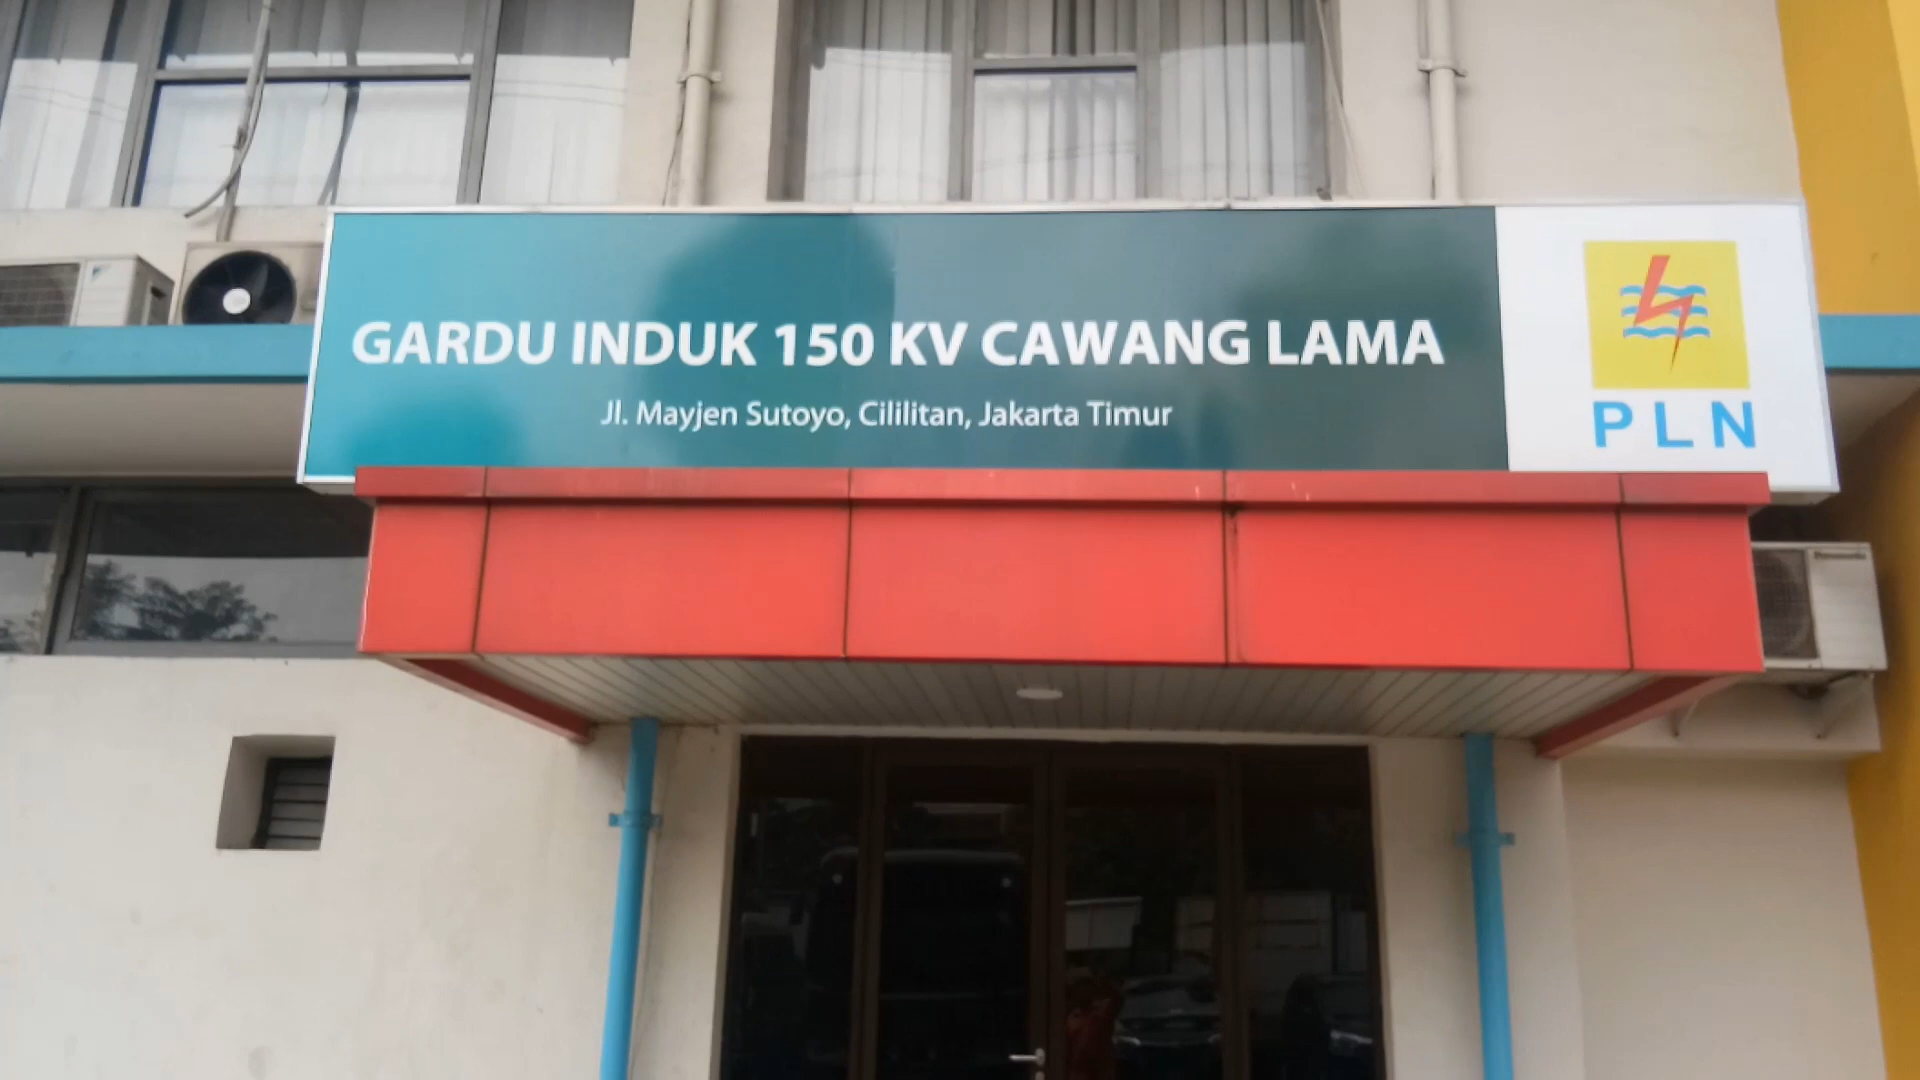 GARDU INDUK 150 KV CAWANG LAMA
Jl. Mayjen Sutoyo, Cililitan, Jakarta Timur
PLN